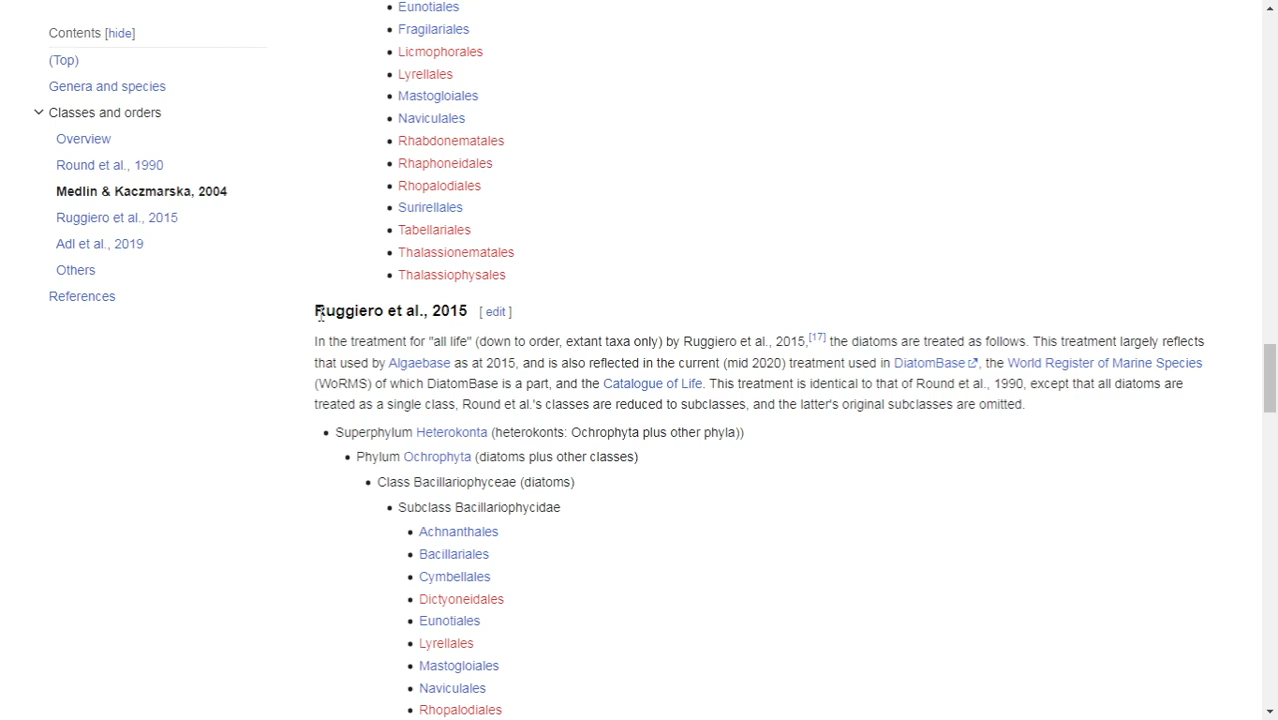 Contents [hide]
(Top)
Genera and species
Classes and orders
Overview
Round et al., 1990
Medlin & Kaczmarska, 2004
Ruggiero et al., 2015
Adl et al., 2019
Others
References
Eunotiales
Fragilariales
Licmophorales
Lyrellales
Mastogloiales
Naviculales
Rhabdonematales
Rhaphoneidales
Rhopalodiales
Surirellales
Tabellariales
Thalassionematales
Thalassiophysales
Ruggiero et al., 2015 [ edit ]
In the treatment for "all life" (down to order, extant taxa only) by Ruggiero et al., 2015,[17] the diatoms are treated as follows. This treatment largely reflects
that used by Algaebase as at 2015, and is also reflected in the current (mid 2020) treatment used in DiatomBase, the World Register of Marine Species
(WoRMS) of which DiatomBase is a part, and the Catalogue of Life. This treatment is identical to that of Round et al., 1990, except that all diatoms are
treated as a single class, Round et al.'s classes are reduced to subclasses, and the latter's original subclasses are omitted.
Superphylum Heterokonta (heterokonts: Ochrophyta plus other phyla))
Phylum Ochrophyta (diatoms plus other classes)
Class Bacillariophyceae (diatoms)
Subclass Bacillariophycidae
Achnanthales
Bacillariales
Cymbellales
Dictyoneidales
Eunotiales
Lyrellales
Mastogloiales
Naviculales
Rhopalodiales